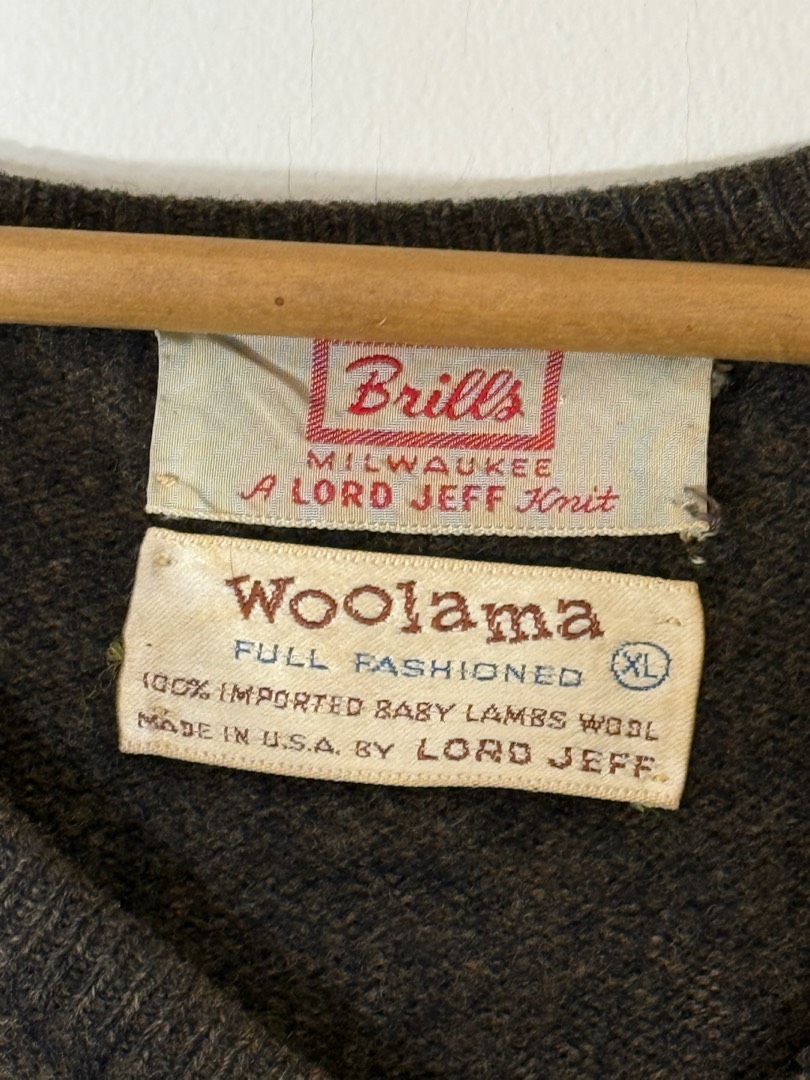 Brills
MILWAUKEE
A LORD JEFF Knit
Woolama
FULL FASHIONED XL
100% IMPORTED BABY LAMBS WOOL
MADE IN U.S.A. BY LORD JEFF